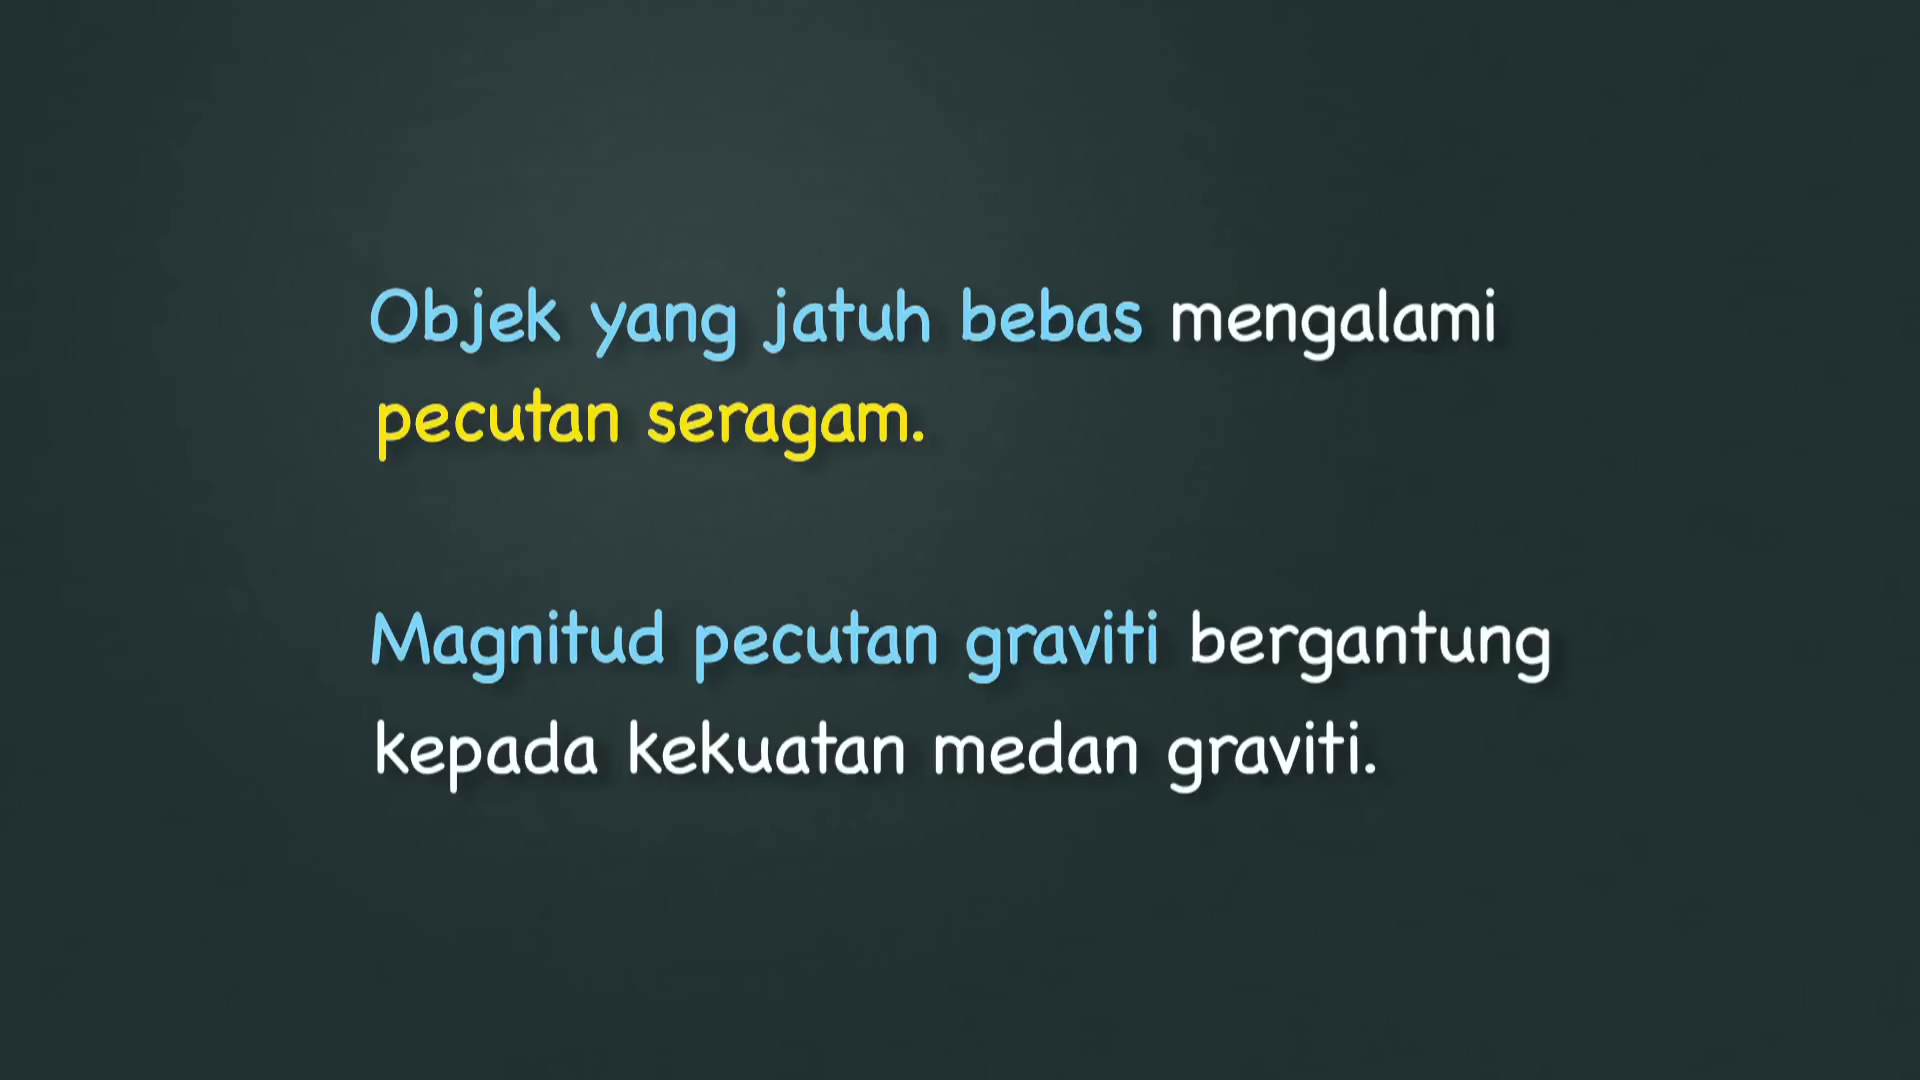 Objek yang jatuh bebas mengalami
pecutan seragam.
Magnitud pecutan graviti bergantung
kepada kekuatan medan graviti.